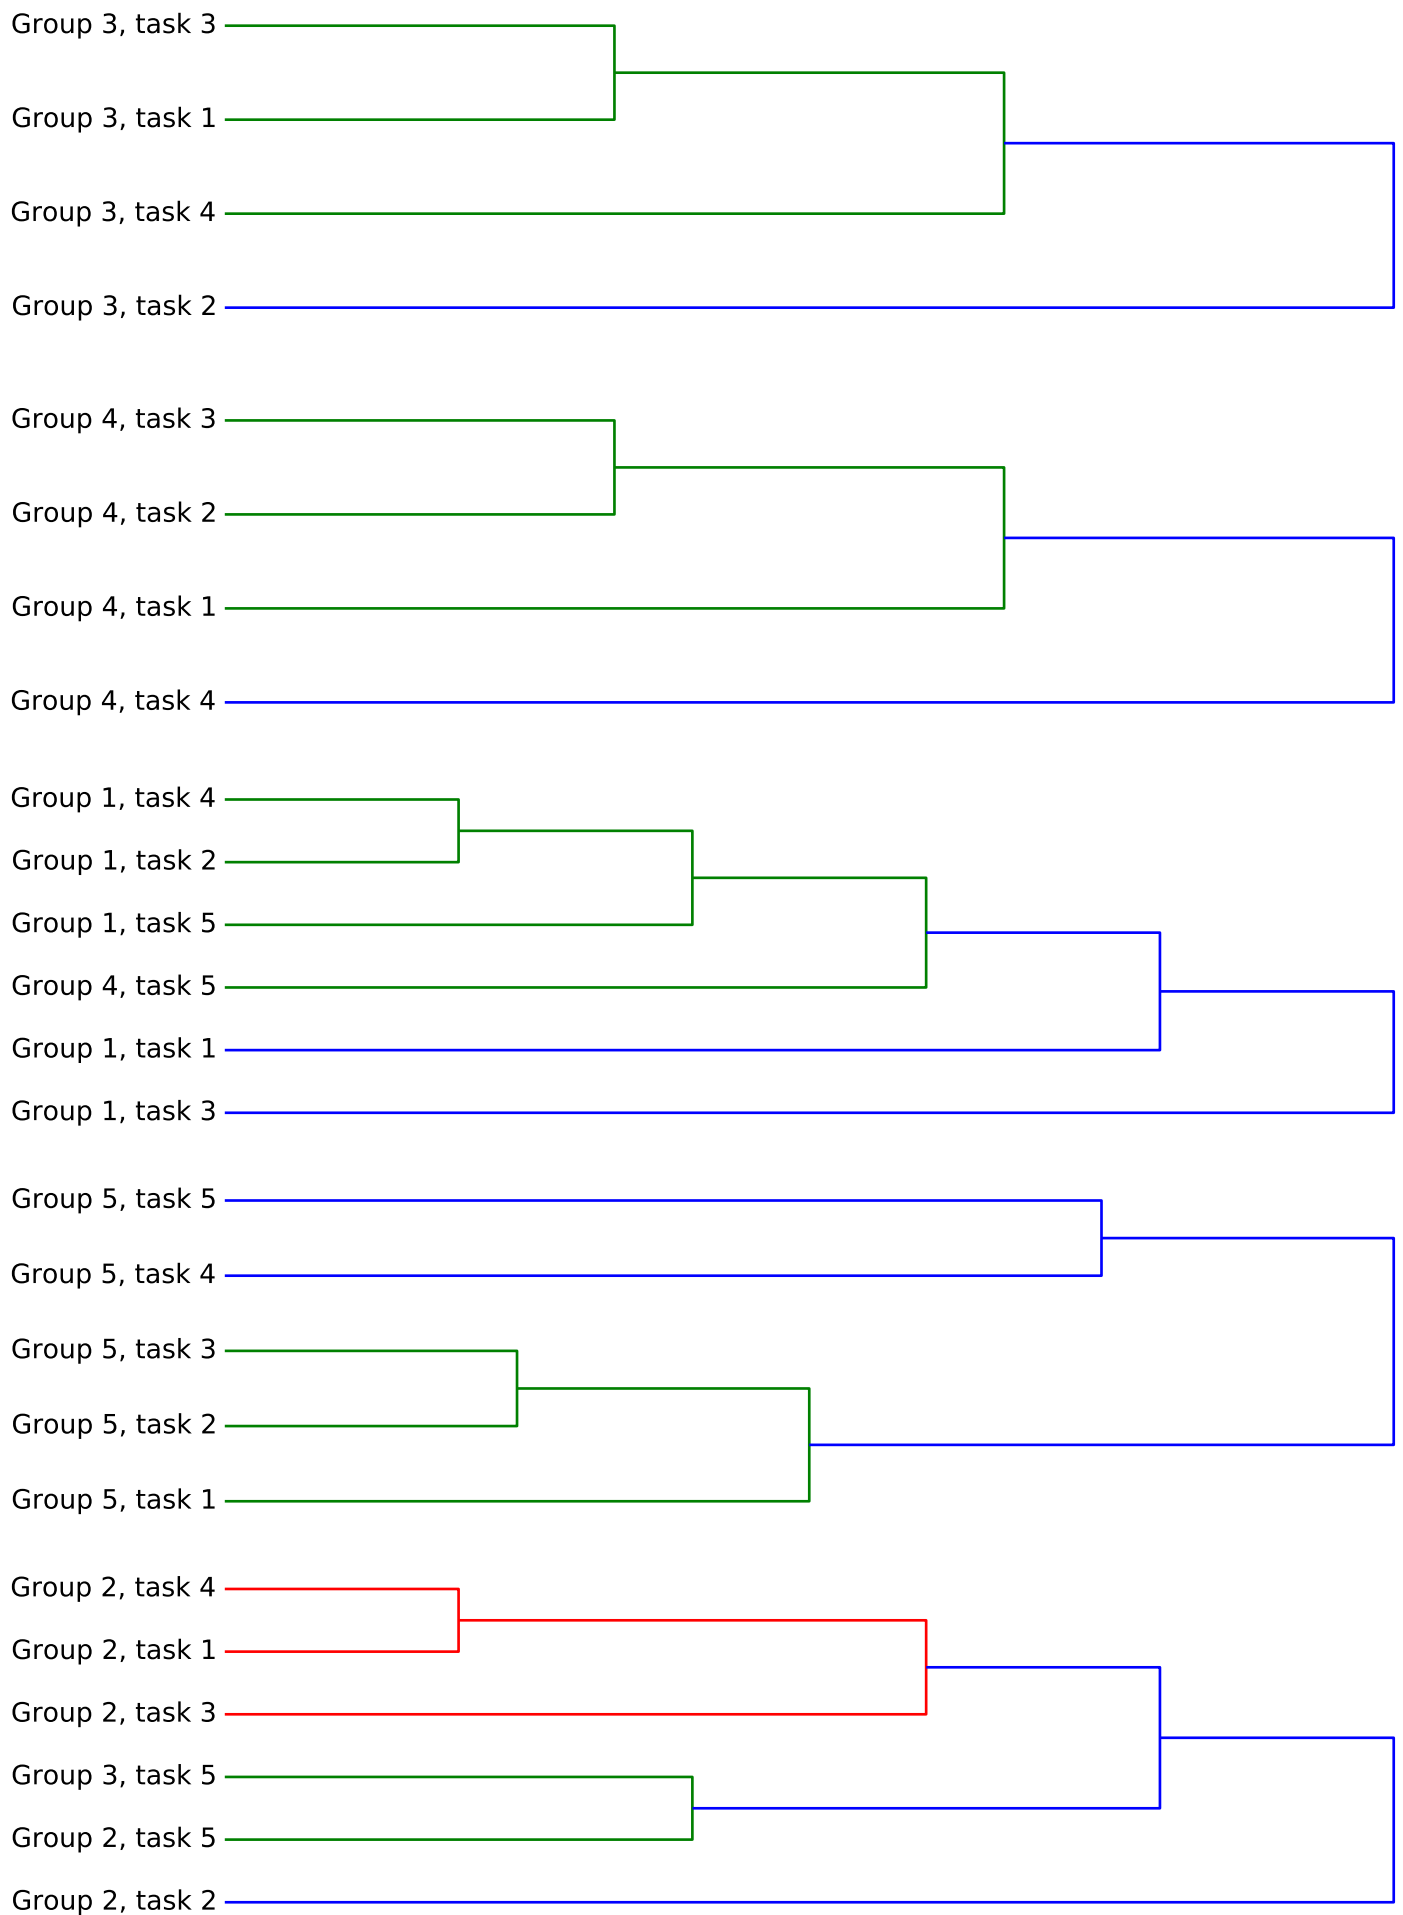 Group 3, task 3
Group 3, task 1
Group 3, task 4
Group 3, task 2
Group 4, task 3
Group 4, task 2
Group 4, task 1
Group 4, task 4
Group 1, task 4
Group 1, task 2
Group 1, task 5
Group 4, task 5
Group 1, task 1
Group 1, task 3
Group 5, task 5
Group 5, task 4
Group 5, task 3
Group 5, task 2
Group 5, task 1
Group 2, task 4
Group 2, task 1
Group 2, task 3
Group 3, task 5
Group 2, task 5
Group 2, task 2